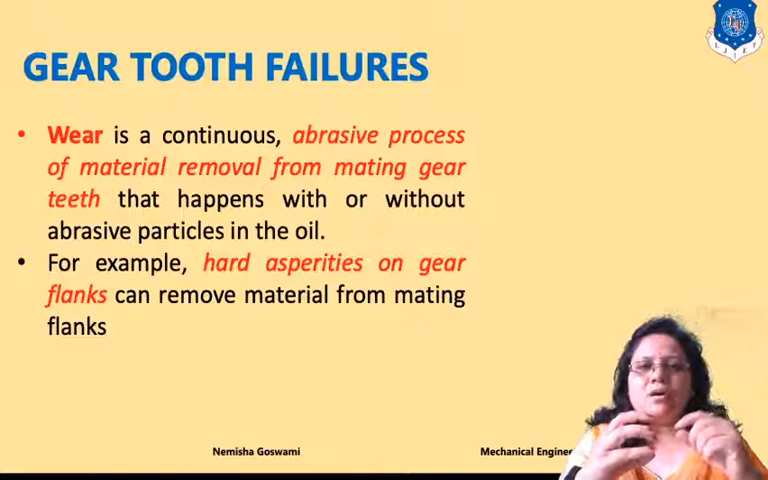 GEAR TOOTH FAILURES
• Wear is a continuous, abrasive process
of material removal from mating gear
teeth that happens with or without
abrasive particles in the oil.
• For example, hard asperities on gear
flanks can remove material from mating
flanks
Nemisha Goswami
Mechanical Enginee